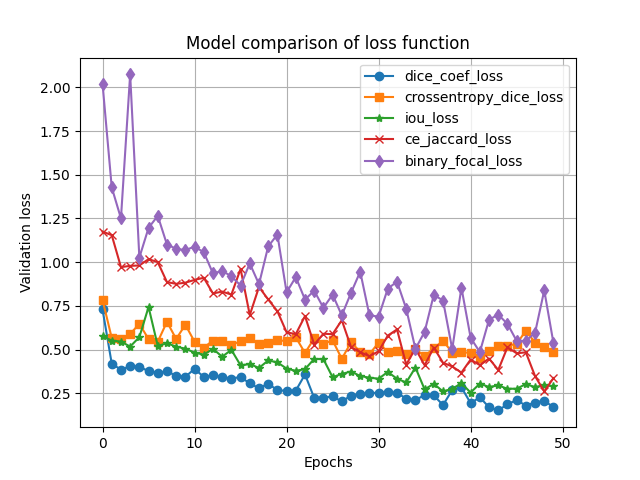 Model comparison of loss function
dice_coef_loss
crossentropy_dice_loss
iou_loss
ce_jaccard_loss
binary_focal_loss
2.00
1.75
1.50
1.25
1.00
0.75
0.50
0.25
Validation loss
0 10 20 30 40 50
Epochs